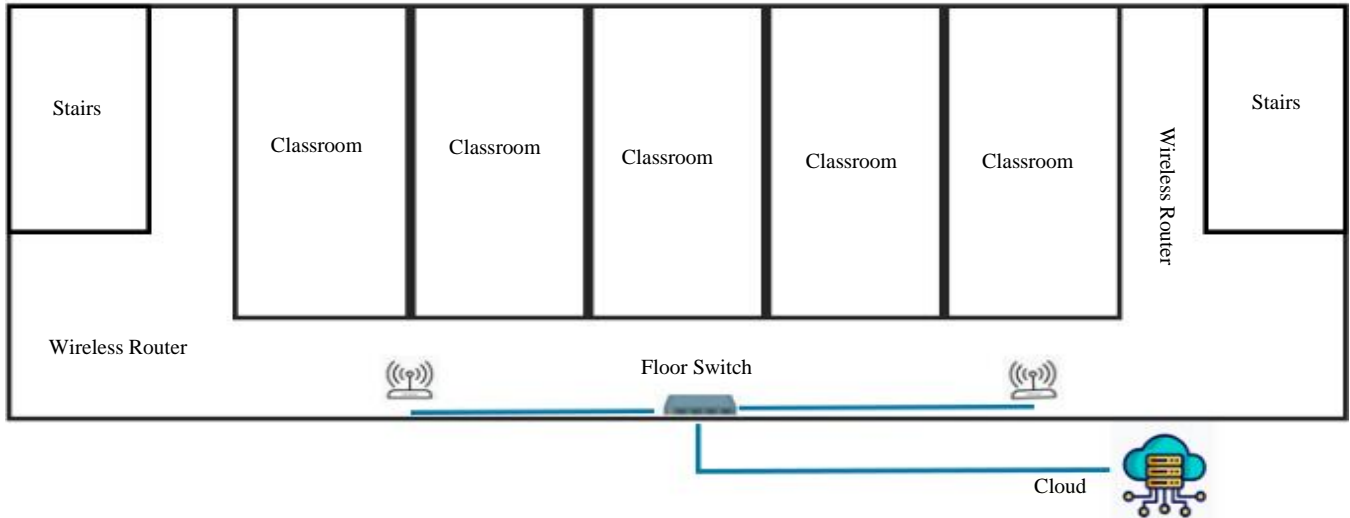 Stairs
Classroom
Classroom
Classroom
Classroom
Classroom
Wireless Router
Stairs
Wireless Router
Floor Switch
Cloud